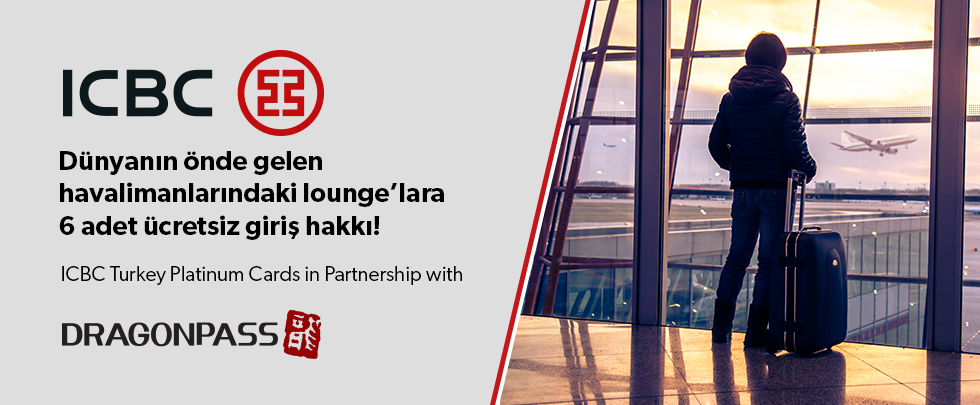 ICBC
Dünyanın önde gelen
havalimanlarındaki lounge’lara
6 adet ücretsiz giriş hakkı!
ICBC Turkey Platinum Cards in Partnership with
DRAGONPASS